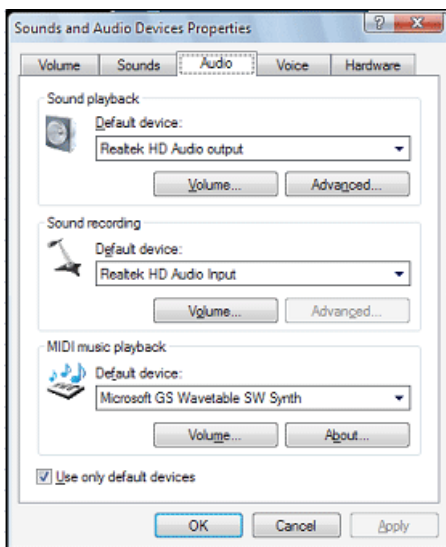 Sounds and Audio Devices Properties
?
Volume Sounds Audio Voice Hardware
Sound playback
Default device:
Realtek HD Audio output
Volume... Advanced...
Sound recording
Default device:
Realtek HD Audio Input
Volume... Advanced...
MIDI music playback
Default device:
Microsoft GS Wavetable SW Synth
Volume... About...
Use only default devices
OK Cancel Apply